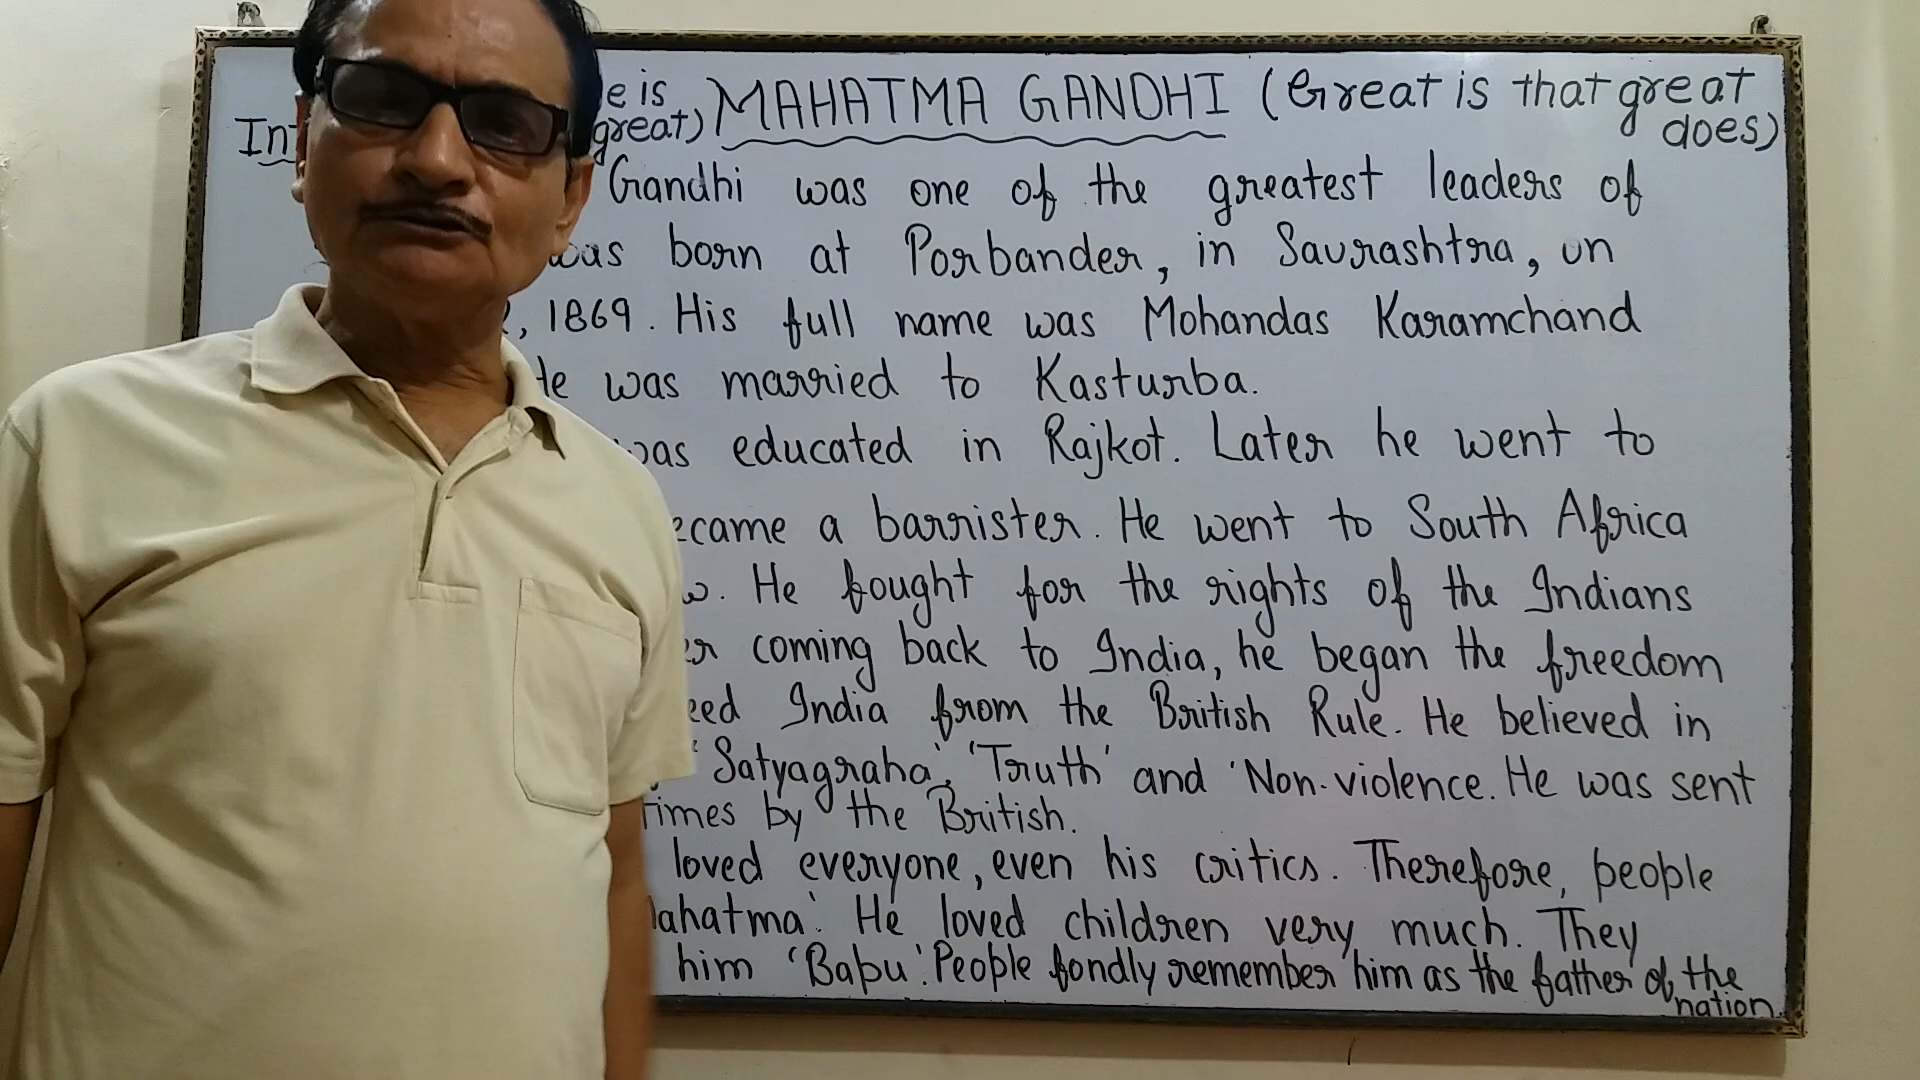 e is
great) MAHATMA GANDHI (Great is that great
does)
Int
Gandhi was one of the greatest leaders of
was born at Porbander, in Saurashtra, on
, 1869. His full name was Mohandas Karamchand
He was married to Kasturba.
was educated in Rajkot. Later he went to
ecame a barrister. He went to South Africa
w. He fought for the rights of the Indians
er coming back to India, he began the freedom
eed India from the British Rule. He believed in
'Satyagraha', 'Truth' and 'Non-violence. He was sent
times by the British.
loved everyone, even his critics. Therefore, people
Mahatma'. He loved children very much. They
him 'Bapu'. People fondly remember him as the father of the
nation.